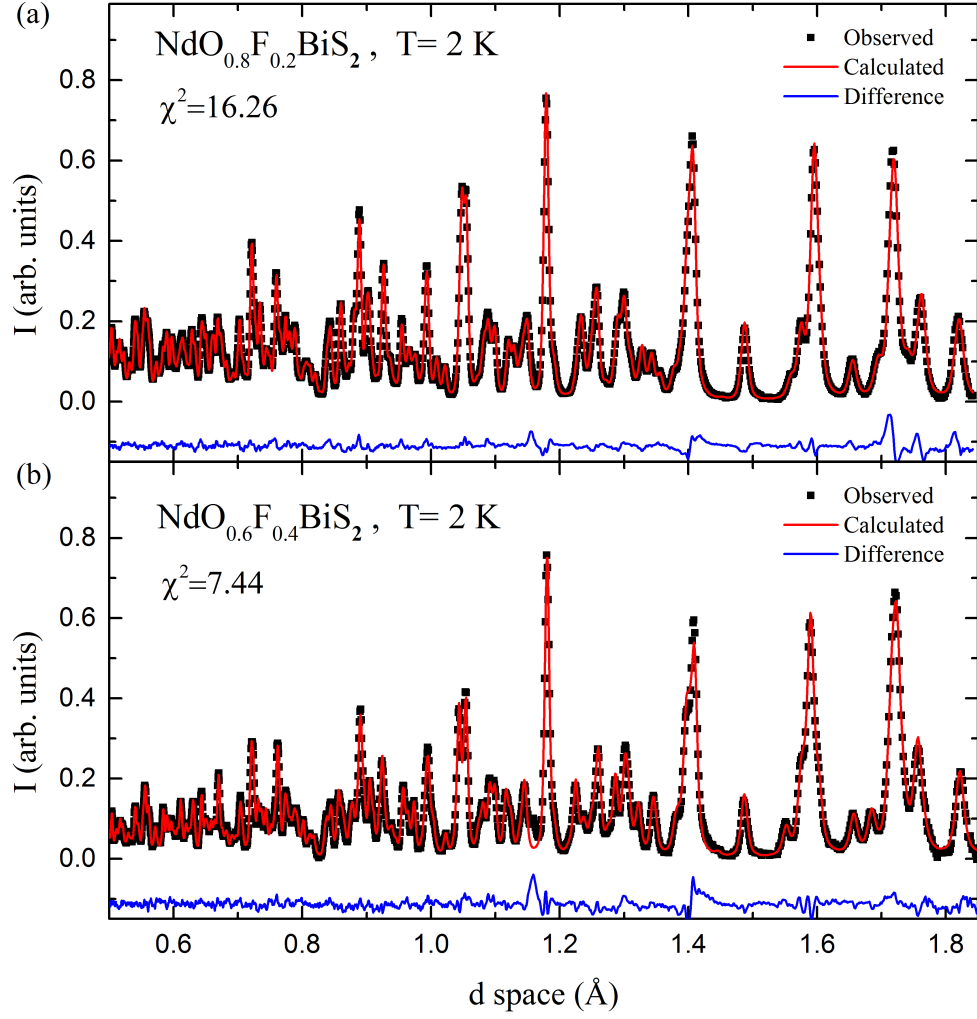 (a)
NdO₀.₈F₀.₂BiS₂ , T= 2 K
χ²=16.26
Observed
Calculated
Difference
0.8
0.6
0.4
0.2
0.0
I (arb. units)
(b)
NdO₀.₆F₀.₄BiS₂ , T= 2 K
χ²=7.44
Observed
Calculated
Difference
0.8
0.6
0.4
0.2
0.0
I (arb. units)
0.6 0.8 1.0 1.2 1.4 1.6 1.8
d space (Å)